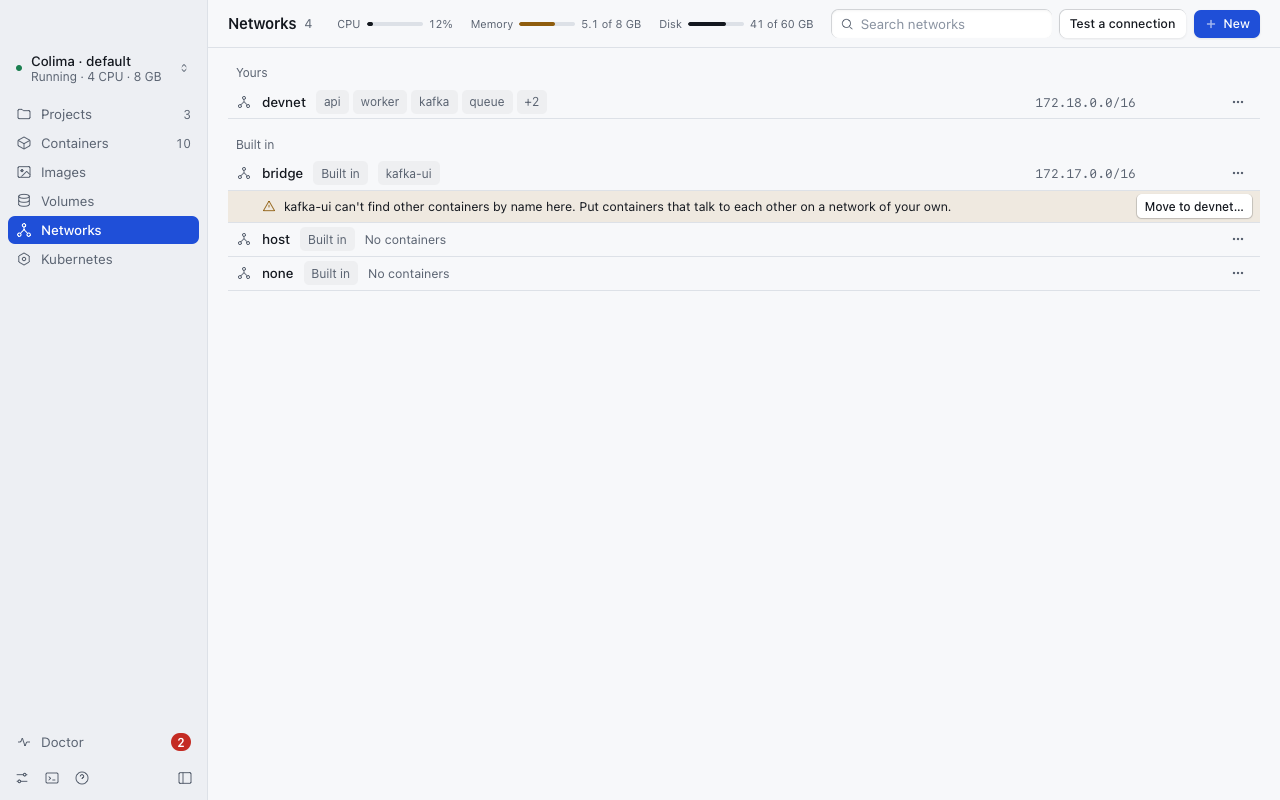 Colima · default
Running · 4 CPU · 8 GB
Projects 3
Containers 10
Images
Volumes
Networks
Kubernetes
Doctor 2
Networks 4 CPU 12% Memory 5.1 of 8 GB Disk 41 of 60 GB Search networks Test a connection New
Yours
devnet api worker kafka queue +2 172.18.0.0/16
Built in
bridge Built in kafka-ui 172.17.0.0/16
kafka-ui can't find other containers by name here. Put containers that talk to each other on a network of your own. Move to devnet...
host Built in No containers
none Built in No containers